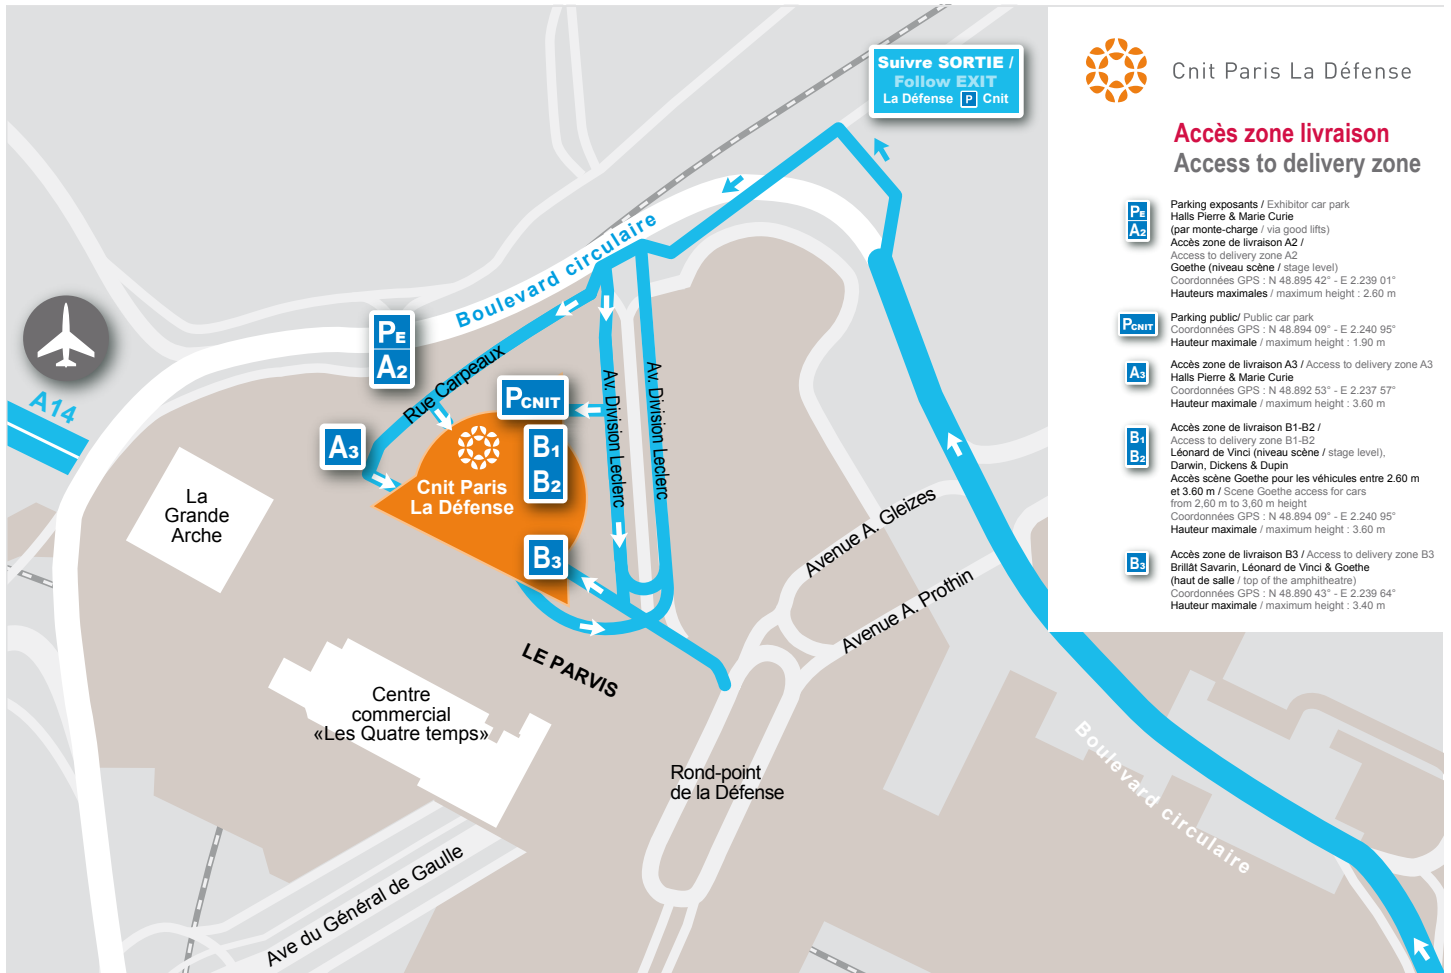 Suivre SORTIE /
Follow EXIT
La Défense P Cnit
Cnit Paris La Défense
Accès zone livraison
Access to delivery zone
PE
A2
Parking exposants / Exhibitor car park
Halls Pierre & Marie Curie
(par monte-charge / via good lifts)
Accès zone de livraison A2 /
Access to delivery zone A2
Goethe (niveau scène / stage level)
Coordonnées GPS : N 48.895 42° - E 2.239 01°
Hauteurs maximales / maximum height : 2.60 m
PCNIT
Parking public/ Public car park
Coordonnées GPS : N 48.894 09° - E 2.240 95°
Hauteur maximale / maximum height : 1.90 m
A3
Accès zone de livraison A3 / Access to delivery zone A3
Halls Pierre & Marie Curie
Coordonnées GPS : N 48.892 53° - E 2.237 57°
Hauteur maximale / maximum height : 3.60 m
B1
B2
Accès zone de livraison B1-B2 /
Access to delivery zone B1-B2
Léonard de Vinci (niveau scène / stage level),
Darwin, Dickens & Dupin
Accès scène Goethe pour les véhicules entre 2.60 m
et 3.60 m / Scene Goethe access for cars
from 2,60 m to 3,60 m height
Coordonnées GPS : N 48.894 09° - E 2.240 95°
Hauteur maximale / maximum height : 3.60 m
B3
Accès zone de livraison B3 / Access to delivery zone B3
Brillât Savarin, Léonard de Vinci & Goethe
(haut de salle / top of the amphitheatre)
Coordonnées GPS : N 48.890 43° - E 2.239 64°
Hauteur maximale / maximum height : 3.40 m
Boulevard circulaire
PE
A2
A14
Rue Carpeaux
PCNIT
Av. Division Leclerc
Av. Division Leclerc
A3
B1
B2
Cnit Paris
La Défense
B3
La
Grande
Arche
Avenue A. Gleizes
Avenue A. Prothin
LE PARVIS
Centre
commercial
«Les Quatre temps»
Rond-point
de la Défense
Boulevard circulaire
Ave du Général de Gaulle